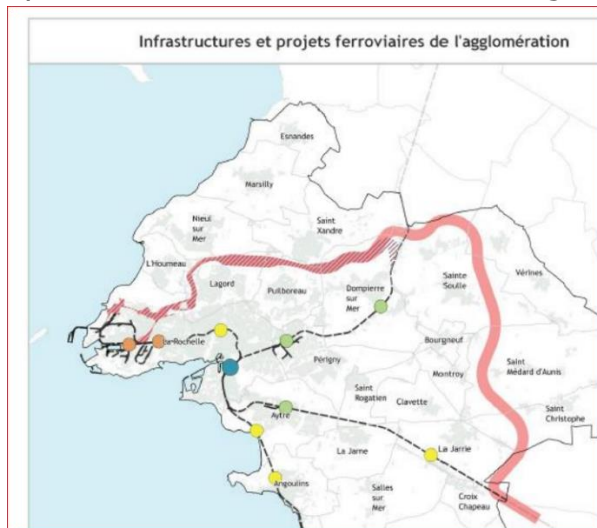 Infrastructures et projets ferroviaires de l'agglomération
Esnandes
Marsilly
Nieul
sur
Mer
Saint
Xandre
L'Houmeau
Lagord
Puilboreau
Dompierre
sur
Mer
Sainte
Soulle
Vérines
Rochelle
Périgny
Bourgneuf
Montroy
Saint
Médard d'Aunis
Saint
Rogatien
Clavette
Saint
Christophe
Aytré
La Jarne
La Jarrie
Angoulins
Salles
sur
Mer
Croix
Chapeau